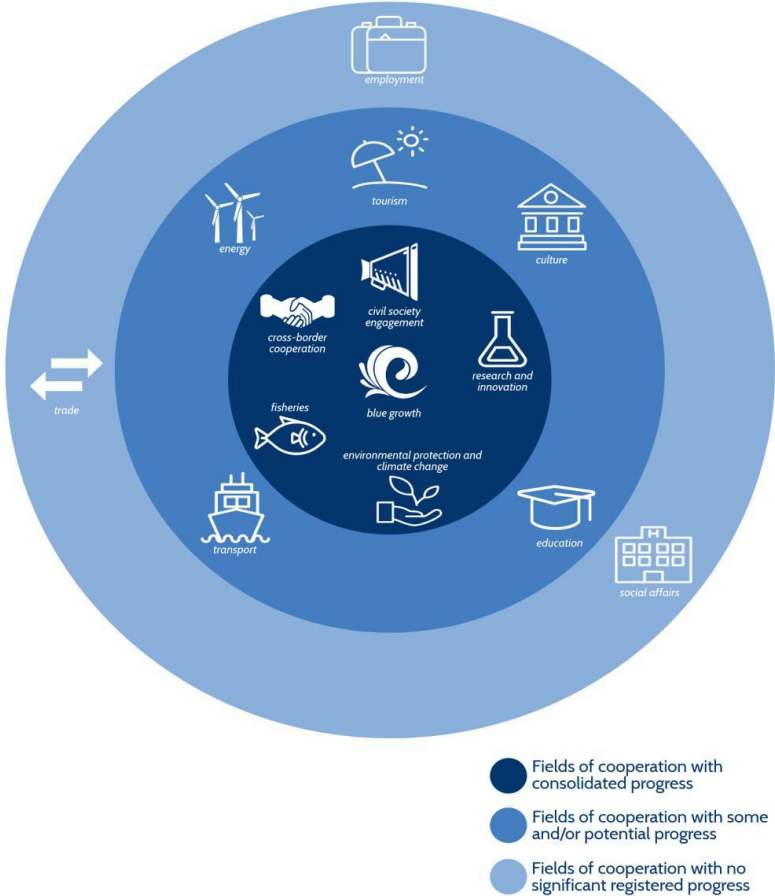 employment
tourism
energy
culture
civil society
engagement
cross-border
cooperation
research and
innovation
trade
fisheries
blue growth
environmental protection and
climate change
transport
education
social affairs
H
Fields of cooperation with
consolidated progress
Fields of cooperation with some
and/or potential progress
Fields of cooperation with no
significant registered progress